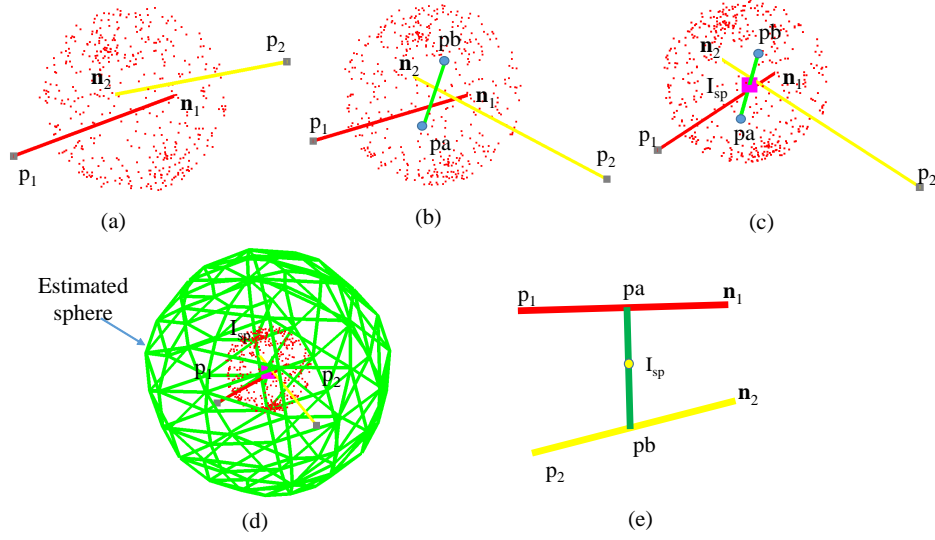 p2
n2
n1
p1
(a)
pb
n2
n1
p1
pa
p2
(b)
pb
n2
n1
Isp
p1
pa
p2
(c)
Estimated
sphere
Isp
p1
p2
(d)
p1
pa
n1
Isp
n2
pb
p2
(e)